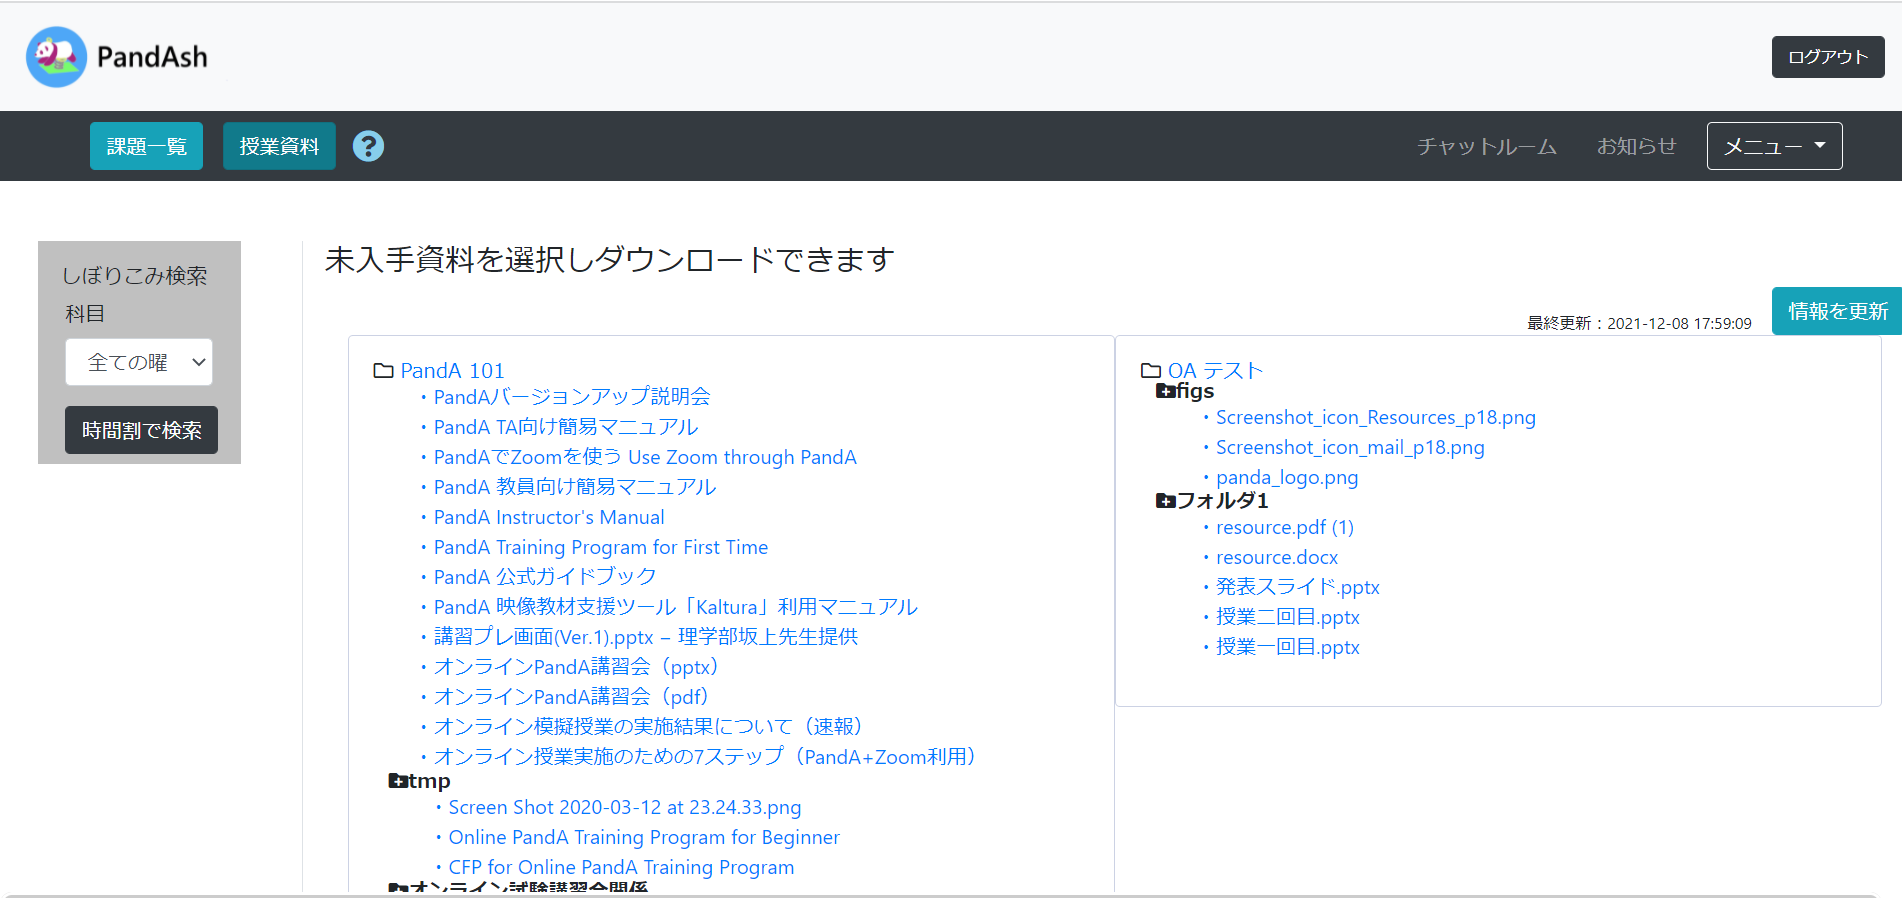 PandAsh
ログアウト
課題一覧
授業資料
?
チャットルーム
お知らせ
メニュー
しぼりこみ検索
科目
全ての曜
時間割で検索
未入手資料を選択しダウンロードできます
最終更新：2021-12-08 17:59:09
情報を更新
PandA 101
・PandAバージョンアップ説明会
・PandA TA向け簡易マニュアル
・PandAでZoomを使う Use Zoom through PandA
・PandA 教員向け簡易マニュアル
・PandA Instructor's Manual
・PandA Training Program for First Time
・PandA 公式ガイドブック
・PandA 映像教材支援ツール「Kaltura」利用マニュアル
・講習プレ画面(Ver.1).pptx – 理学部坂上先生提供
・オンラインPandA講習会（pptx）
・オンラインPandA講習会（pdf）
・オンライン模擬授業の実施結果について（速報）
・オンライン授業実施のための7ステップ（PandA+Zoom利用）
tmp
・Screen Shot 2020-03-12 at 23.24.33.png
・Online PandA Training Program for Beginner
・CFP for Online PandA Training Program
オンライン試験講習会関係
OA テスト
figs
・Screenshot_icon_Resources_p18.png
・Screenshot_icon_mail_p18.png
・panda_logo.png
フォルダ1
・resource.pdf (1)
・resource.docx
・発表スライド.pptx
・授業二回目.pptx
・授業一回目.pptx